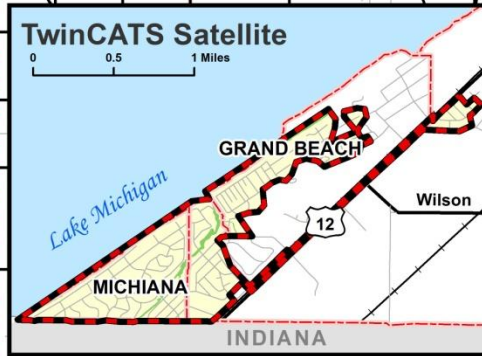 TwinCATS Satellite
0 0.5 1 Miles
GRAND BEACH
Lake Michigan
Wilson
12
MICHIANA
INDIANA